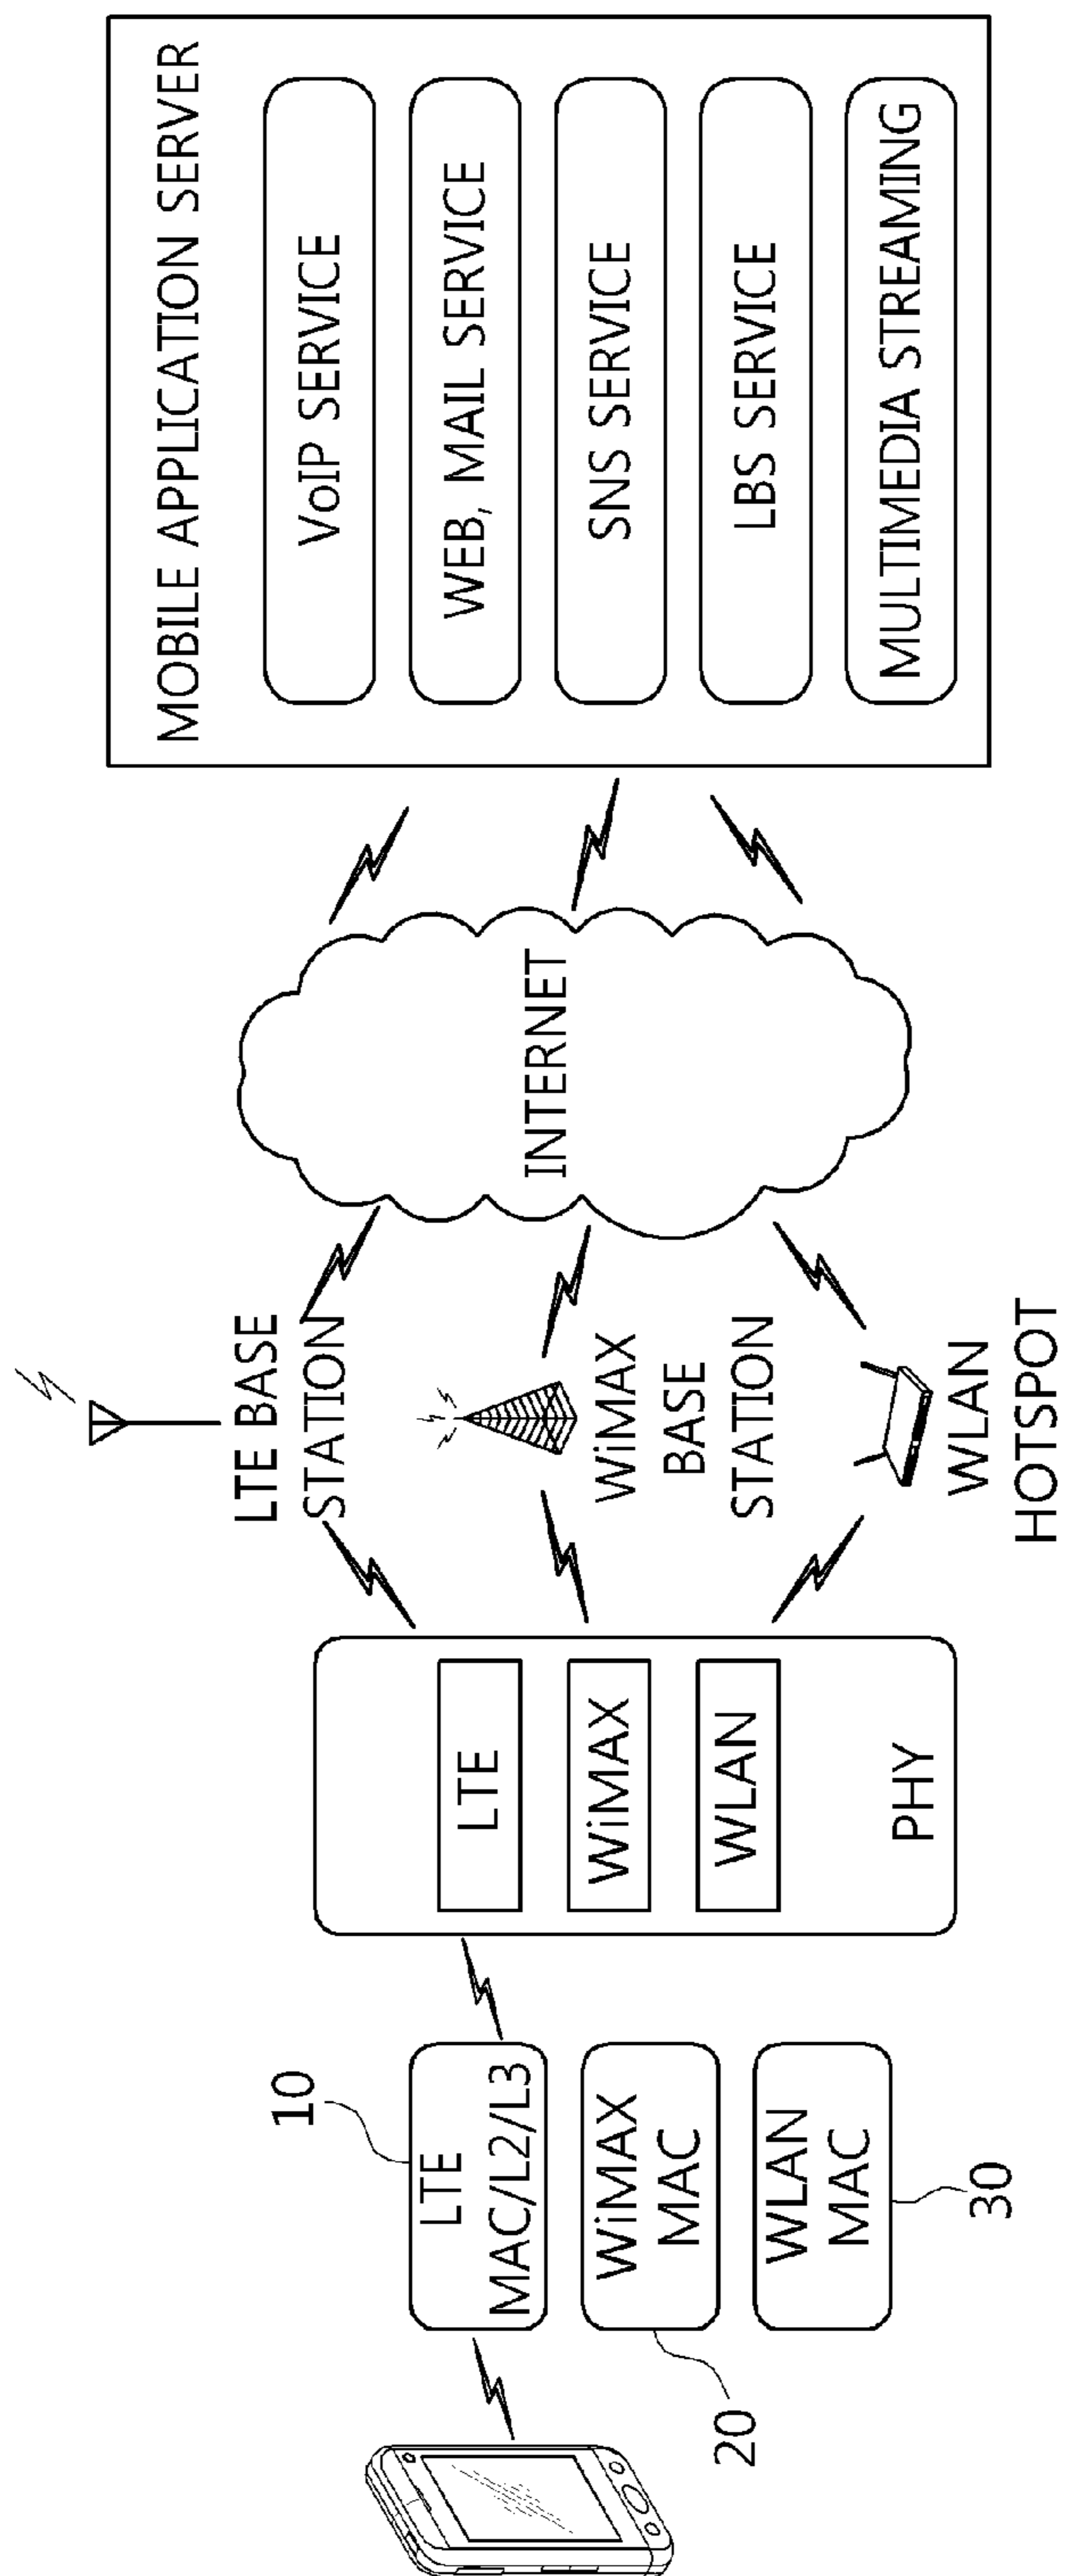 10
LTE
MAC/L2/L3
WiMAX
MAC
20
WLAN
MAC
30
LTE
WiMAX
WLAN
PHY
LTE BASE
STATION
WiMAX
BASE
STATION
WLAN
HOTSPOT
INTERNET
MOBILE APPLICATION SERVER
VoIP SERVICE
WEB, MAIL SERVICE
SNS SERVICE
LBS SERVICE
MULTIMEDIA STREAMING